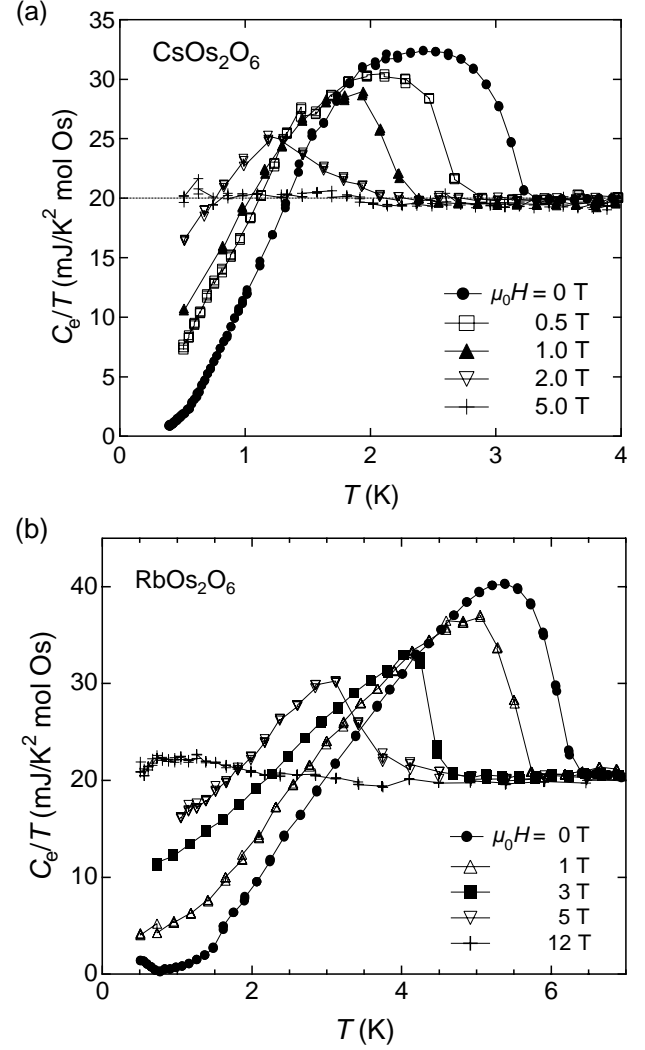 (a)
CsOs₂O₆
35
30
25
20
15
10
5
0
Cₑ/T (mJ/K² mol Os)
μ₀H = 0 T
0.5 T
1.0 T
2.0 T
5.0 T
0 1 2 3 4
T (K)
(b)
RbOs₂O₆
40
30
20
10
0
Cₑ/T (mJ/K² mol Os)
μ₀H = 0 T
1 T
3 T
5 T
12 T
0 2 4 6
T (K)